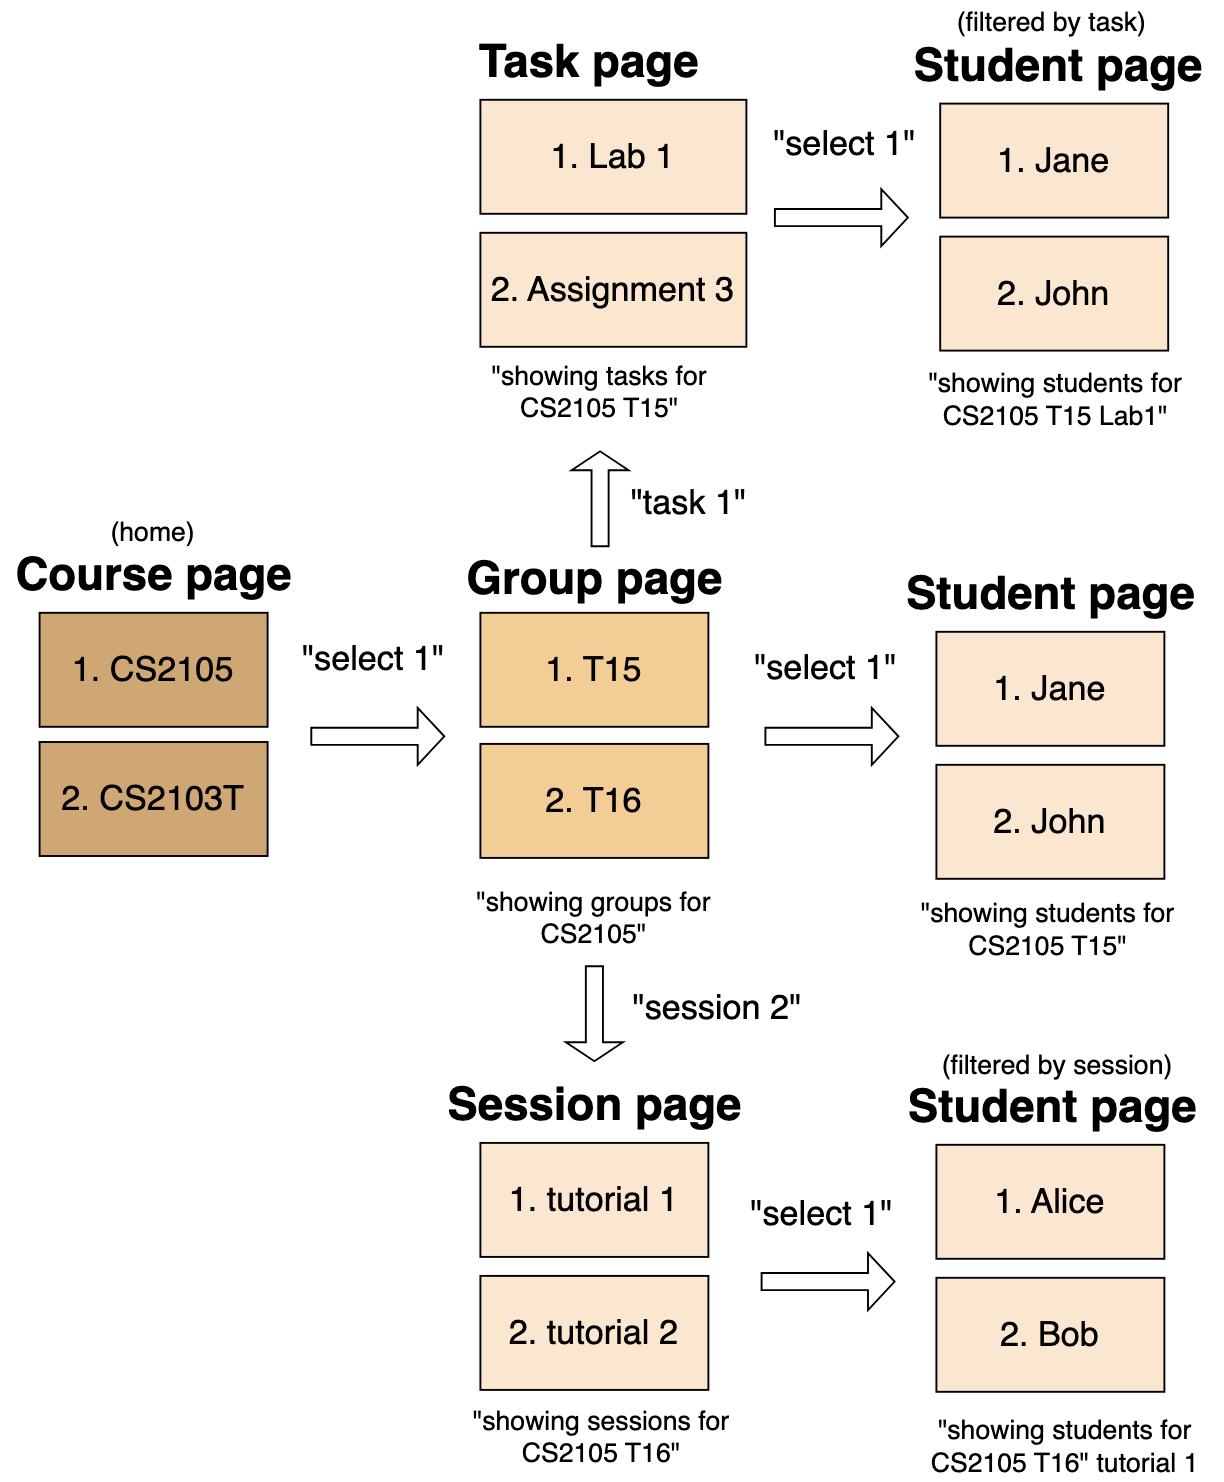 (filtered by task)
Task page
Student page
1. Lab 1
2. Assignment 3
"showing tasks for
CS2105 T15"
"select 1"
1. Jane
2. John
"showing students for
CS2105 T15 Lab1"
"task 1"
(home)
Course page
1. CS2105
2. CS2103T
"select 1"
Group page
1. T15
2. T16
"showing groups for
CS2105"
"select 1"
Student page
1. Jane
2. John
"showing students for
CS2105 T15"
"session 2"
Session page
1. tutorial 1
2. tutorial 2
"showing sessions for
CS2105 T16"
"select 1"
(filtered by session)
Student page
1. Alice
2. Bob
"showing students for
CS2105 T16" tutorial 1